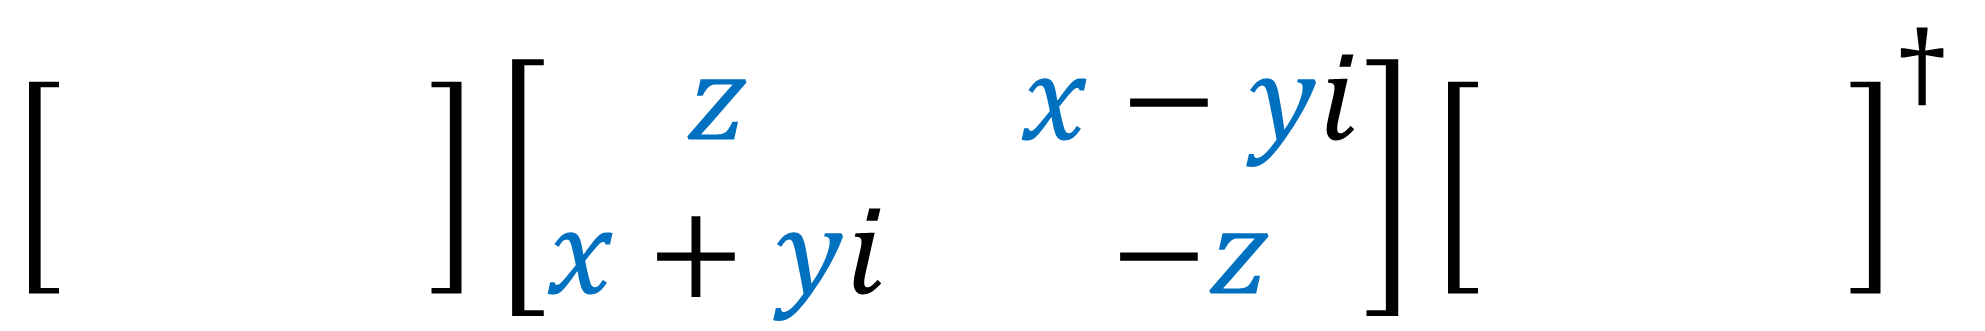 [ ] [ z x − yi ] [ ]†
x + yi −z